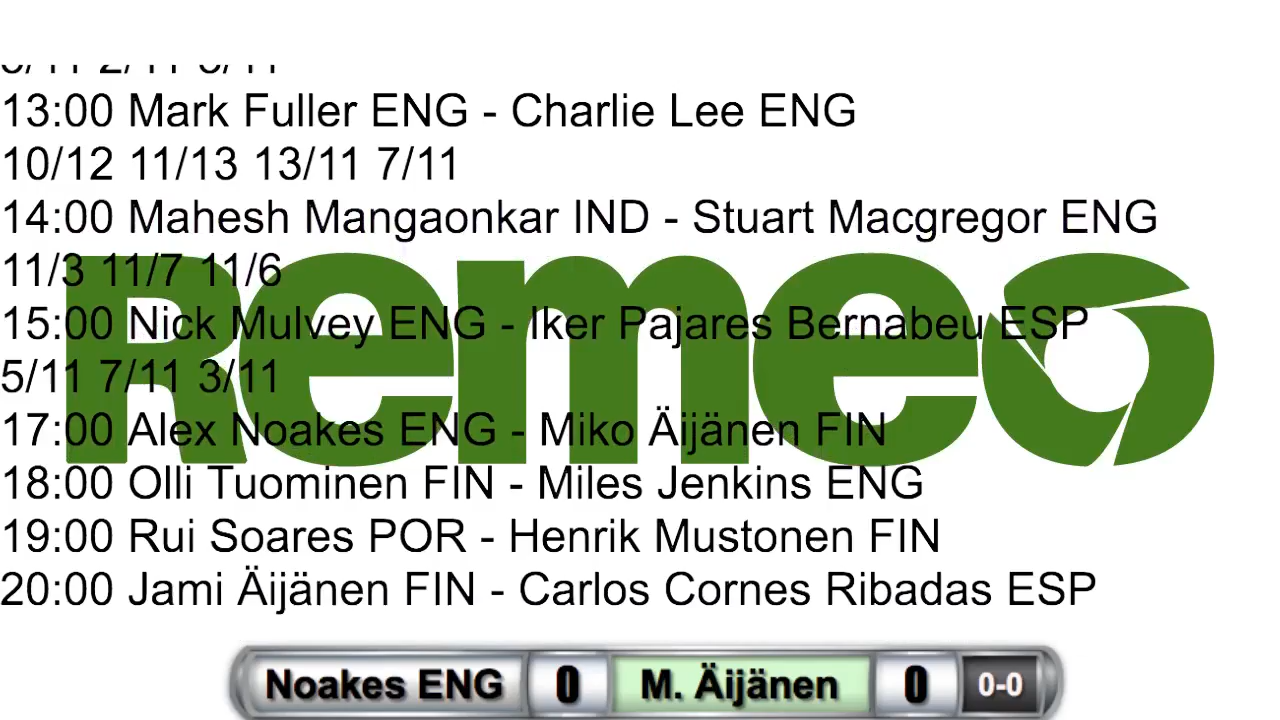 13:00 Mark Fuller ENG - Charlie Lee ENG
10/12 11/13 13/11 7/11
14:00 Mahesh Mangaonkar IND - Stuart Macgregor ENG
11/3 11/7 11/6
15:00 Nick Mulvey ENG - Iker Pajares Bernabeu ESP
5/11 7/11 3/11
17:00 Alex Noakes ENG - Miko Äijänen FIN
18:00 Olli Tuominen FIN - Miles Jenkins ENG
19:00 Rui Soares POR - Henrik Mustonen FIN
20:00 Jami Äijänen FIN - Carlos Cornes Ribadas ESP
Remeo
Noakes ENG 0 M. Äijänen 0 0-0